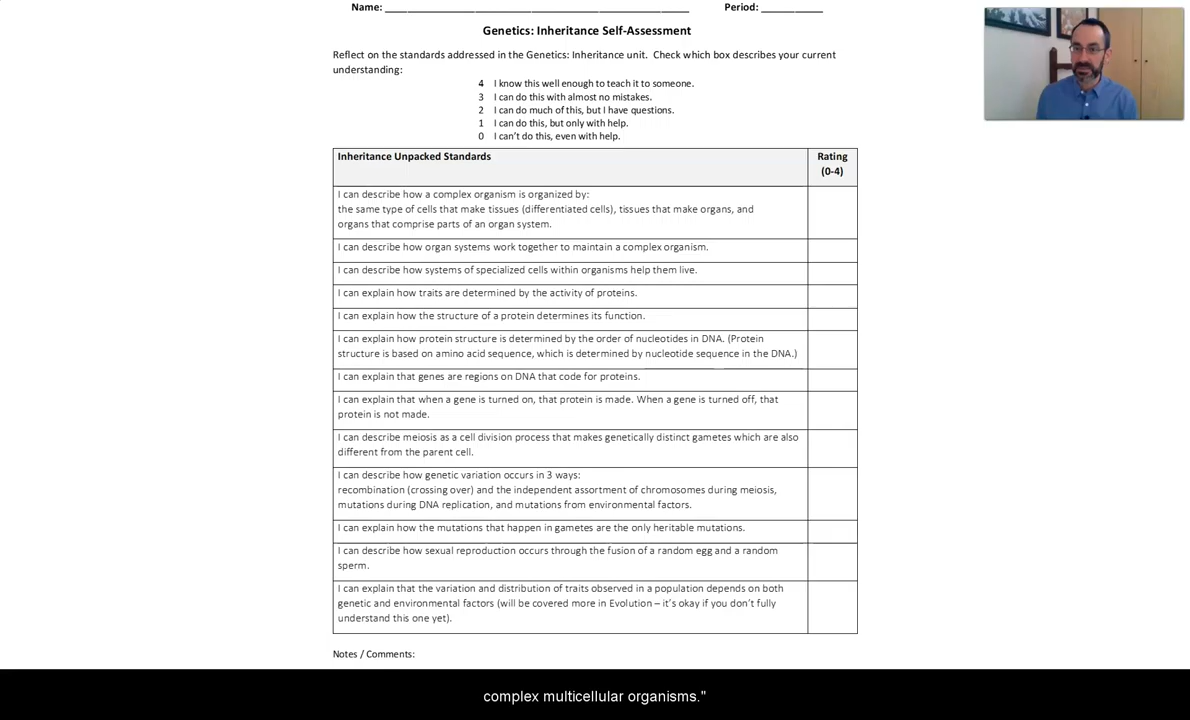 Name: ___________________________________________________ Period: ___________
Genetics: Inheritance Self-Assessment
Reflect on the standards addressed in the Genetics: Inheritance unit.  Check which box describes your current
understanding:
4 I know this well enough to teach it to someone.
3 I can do this with almost no mistakes.
2 I can do much of this, but I have questions.
1 I can do this, but only with help.
0 I can't do this, even with help.
Inheritance Unpacked Standards Rating
(0-4)
I can describe how a complex organism is organized by:
the same type of cells that make tissues (differentiated cells), tissues that make organs, and
organs that comprise parts of an organ system.
I can describe how organ systems work together to maintain a complex organism.
I can describe how systems of specialized cells within organisms help them live.
I can explain how traits are determined by the activity of proteins.
I can explain how the structure of a protein determines its function.
I can explain how protein structure is determined by the order of nucleotides in DNA. (Protein
structure is based on amino acid sequence, which is determined by nucleotide sequence in the DNA.)
I can explain that genes are regions on DNA that code for proteins.
I can explain that when a gene is turned on, that protein is made. When a gene is turned off, that
protein is not made.
I can describe meiosis as a cell division process that makes genetically distinct gametes which are also
different from the parent cell.
I can describe how genetic variation occurs in 3 ways:
recombination (crossing over) and the independent assortment of chromosomes during meiosis,
mutations during DNA replication, and mutations from environmental factors.
I can explain how the mutations that happen in gametes are the only heritable mutations.
I can describe how sexual reproduction occurs through the fusion of a random egg and a random
sperm.
I can explain that the variation and distribution of traits observed in a population depends on both
genetic and environmental factors (will be covered more in Evolution – it's okay if you don't fully
understand this one yet).
Notes / Comments:
complex multicellular organisms."